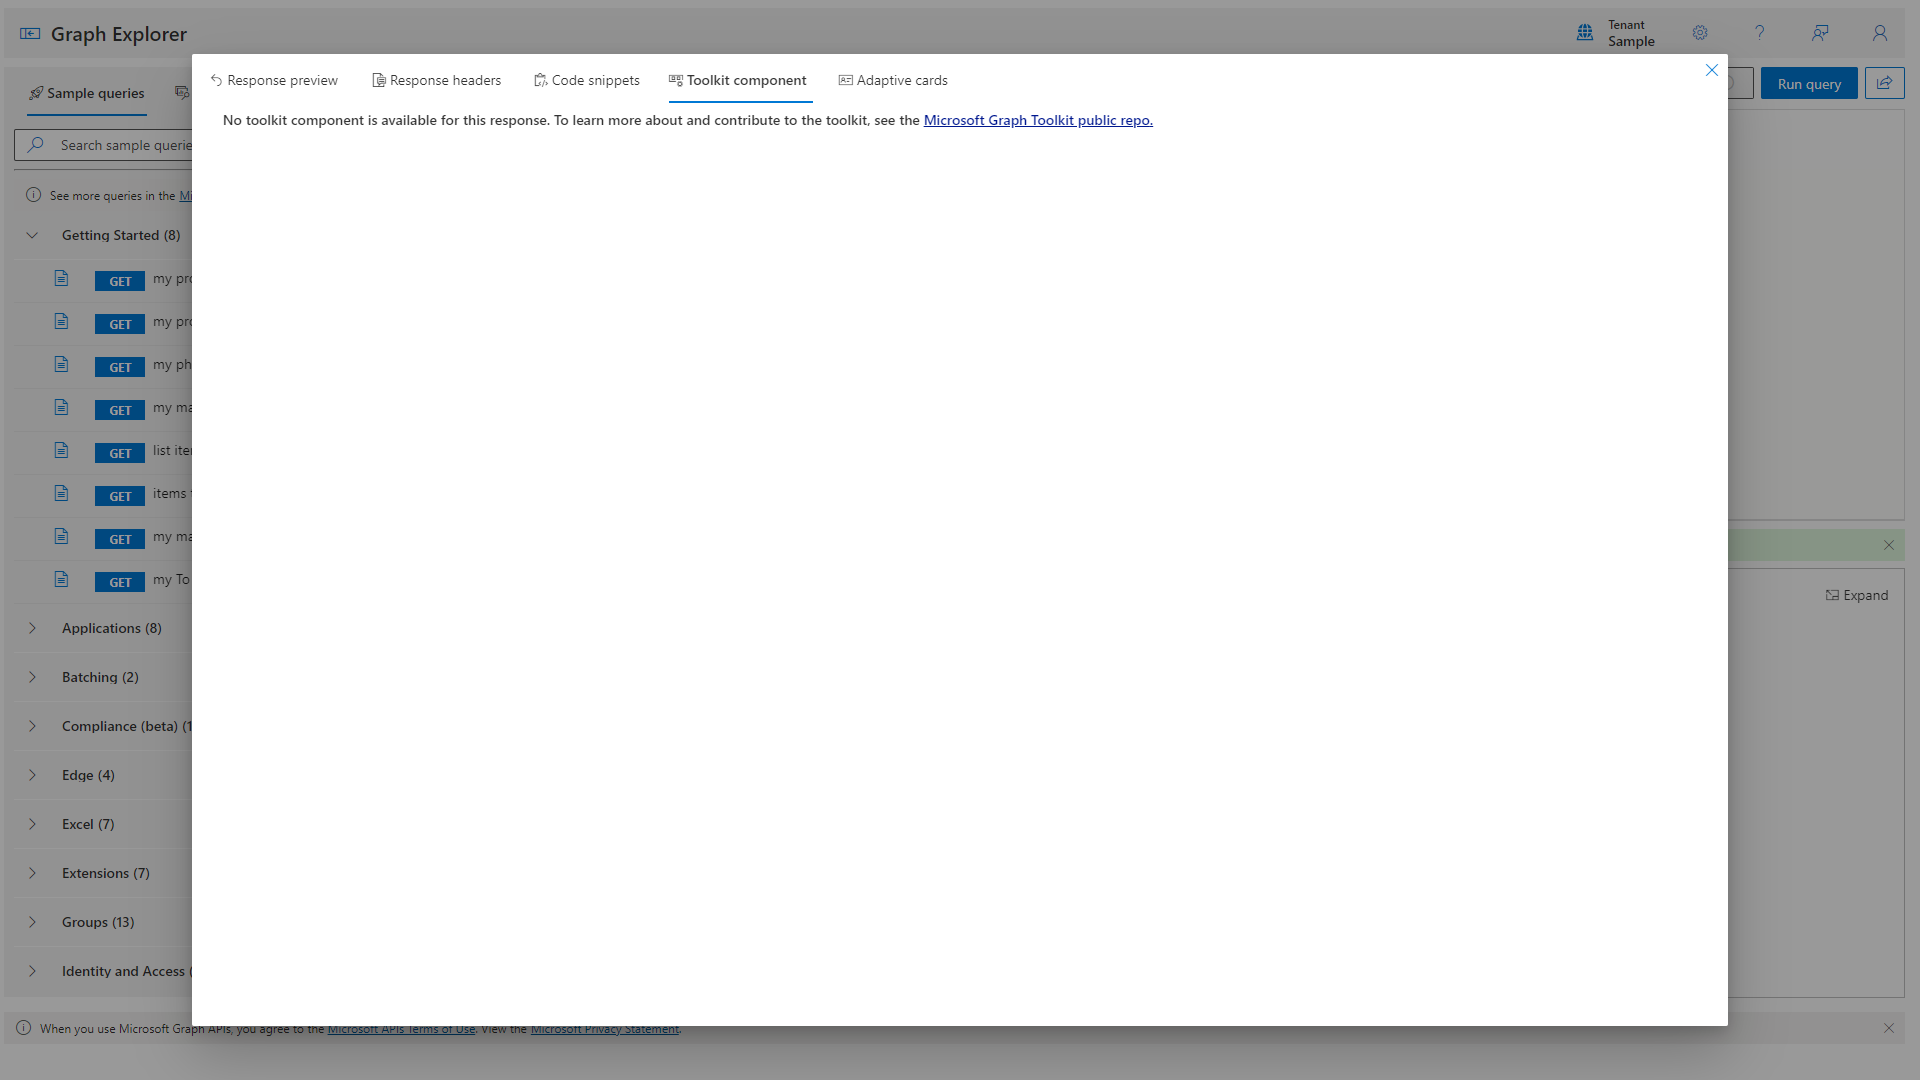 Graph Explorer
Tenant
Sample
Sample queries
Run query
Response preview
Response headers
Code snippets
Toolkit component
Adaptive cards
No toolkit component is available for this response. To learn more about and contribute to the toolkit, see the Microsoft Graph Toolkit public repo.
Search sample querie
See more queries in the Mi
Getting Started (8)
GET my pro
GET my pro
GET my ph
GET my ma
GET list iter
GET items
GET my ma
GET my To
Expand
Applications (8)
Batching (2)
Compliance (beta) (1
Edge (4)
Excel (7)
Extensions (7)
Groups (13)
Identity and Access (
When you use Microsoft Graph APIs, you agree to the Microsoft APIs Terms of Use. View the Microsoft Privacy Statement.